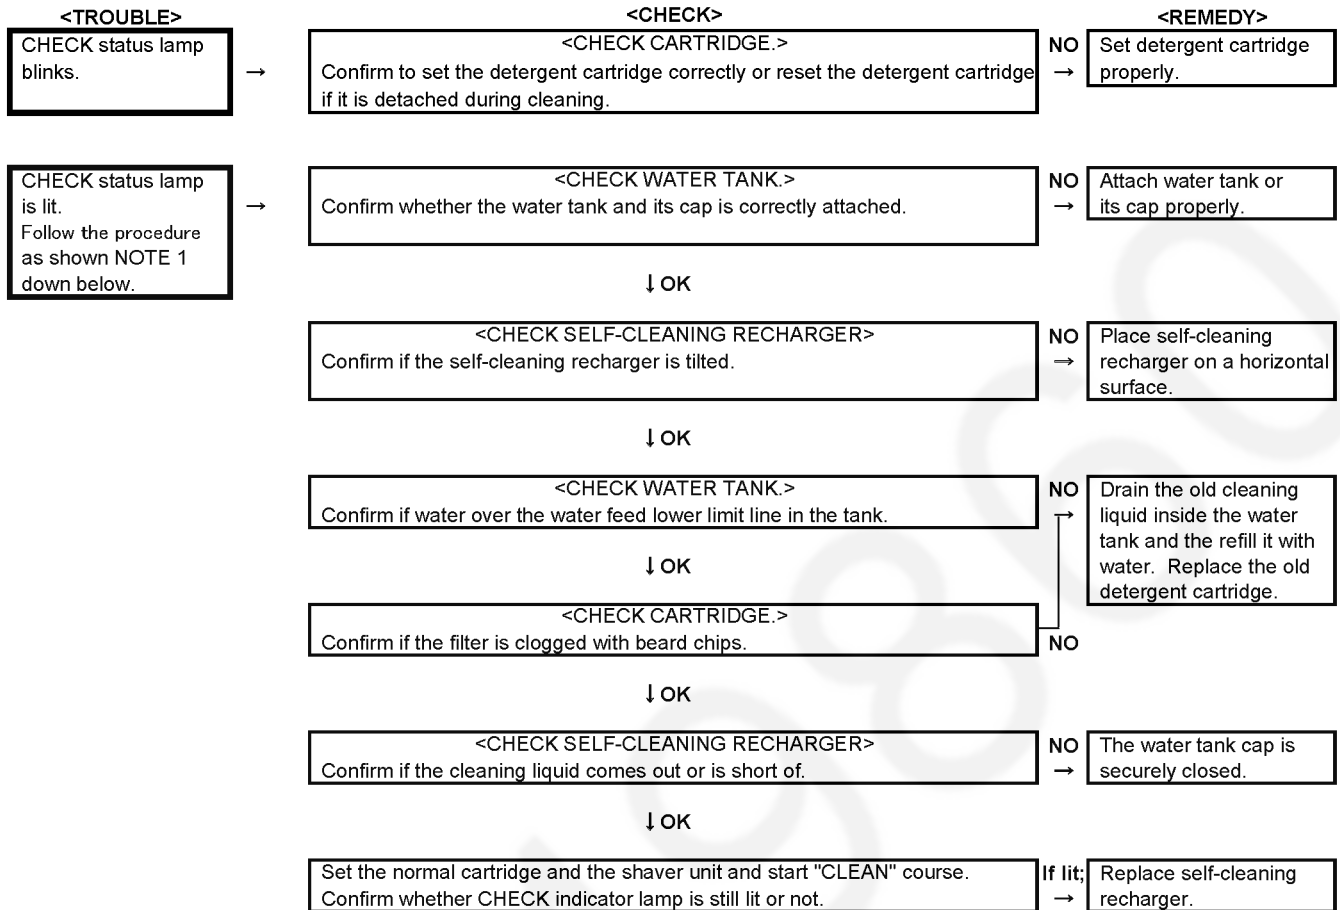 <TROUBLE>
<CHECK>
<REMEDY>
CHECK status lamp
blinks.
→
<CHECK CARTRIDGE.>
Confirm to set the detergent cartridge correctly or reset the detergent cartridge
if it is detached during cleaning.
NO
→
Set detergent cartridge
properly.
CHECK status lamp
is lit.
Follow the procedure
as shown NOTE 1
down below.
→
<CHECK WATER TANK.>
Confirm whether the water tank and its cap is correctly attached.
NO
→
Attach water tank or
its cap properly.
↓ OK
<CHECK SELF-CLEANING RECHARGER>
Confirm if the self-cleaning recharger is tilted.
NO
→
Place self-cleaning
recharger on a horizontal
surface.
↓ OK
<CHECK WATER TANK.>
Confirm if water over the water feed lower limit line in the tank.
NO
→
Drain the old cleaning
liquid inside the water
tank and the refill it with
water. Replace the old
detergent cartridge.
↓ OK
<CHECK CARTRIDGE.>
Confirm if the filter is clogged with beard chips.
NO
↓ OK
<CHECK SELF-CLEANING RECHARGER>
Confirm if the cleaning liquid comes out or is short of.
NO
→
The water tank cap is
securely closed.
↓ OK
Set the normal cartridge and the shaver unit and start "CLEAN" course.
Confirm whether CHECK indicator lamp is still lit or not.
If lit;
→
Replace self-cleaning
recharger.